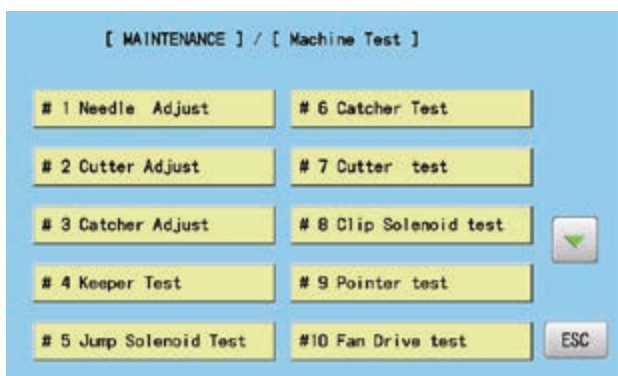 [ MAINTENANCE ] / [ Machine Test ]
# 1 Needle Adjust
# 6 Catcher Test
# 2 Cutter Adjust
# 7 Cutter test
# 3 Catcher Adjust
# 8 Clip Solenoid test
# 4 Keeper Test
# 9 Pointer test
# 5 Jump Solenoid Test
#10 Fan Drive test
ESC